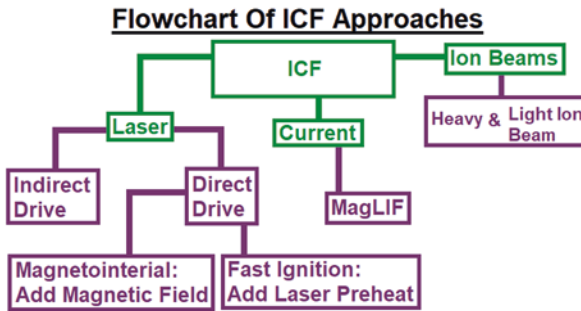 Flowchart Of ICF Approaches
ICF
Ion Beams
Laser
Current
Heavy & Light Ion
Beam
Indirect
Drive
Direct
Drive
MagLIF
Magnetointerial:
Add Magnetic Field
Fast Ignition:
Add Laser Preheat